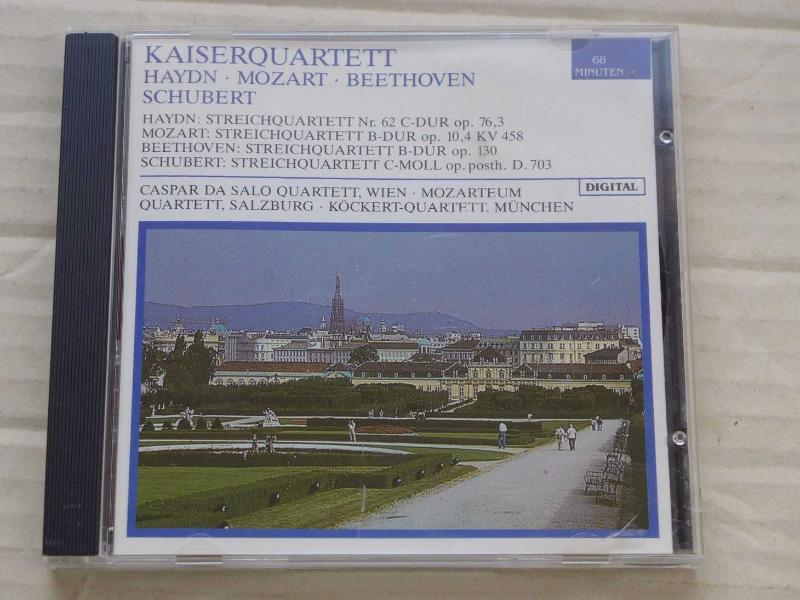 KAISERQUARTETT
HAYDN · MOZART · BEETHOVEN
SCHUBERT
68
MINUTEN
HAYDN: STREICHQUARTETT Nr. 62 C-DUR op. 76,3
MOZART: STREICHQUARTETT B-DUR op. 10,4 KV 458
BEETHOVEN: STREICHQUARTETT B-DUR op. 130
SCHUBERT: STREICHQUARTETT C-MOLL op. posth. D. 703
CASPAR DA SALO QUARTETT, WIEN · MOZARTEUM
QUARTETT, SALZBURG · KÖCKERT-QUARTETT, MÜNCHEN
DIGITAL